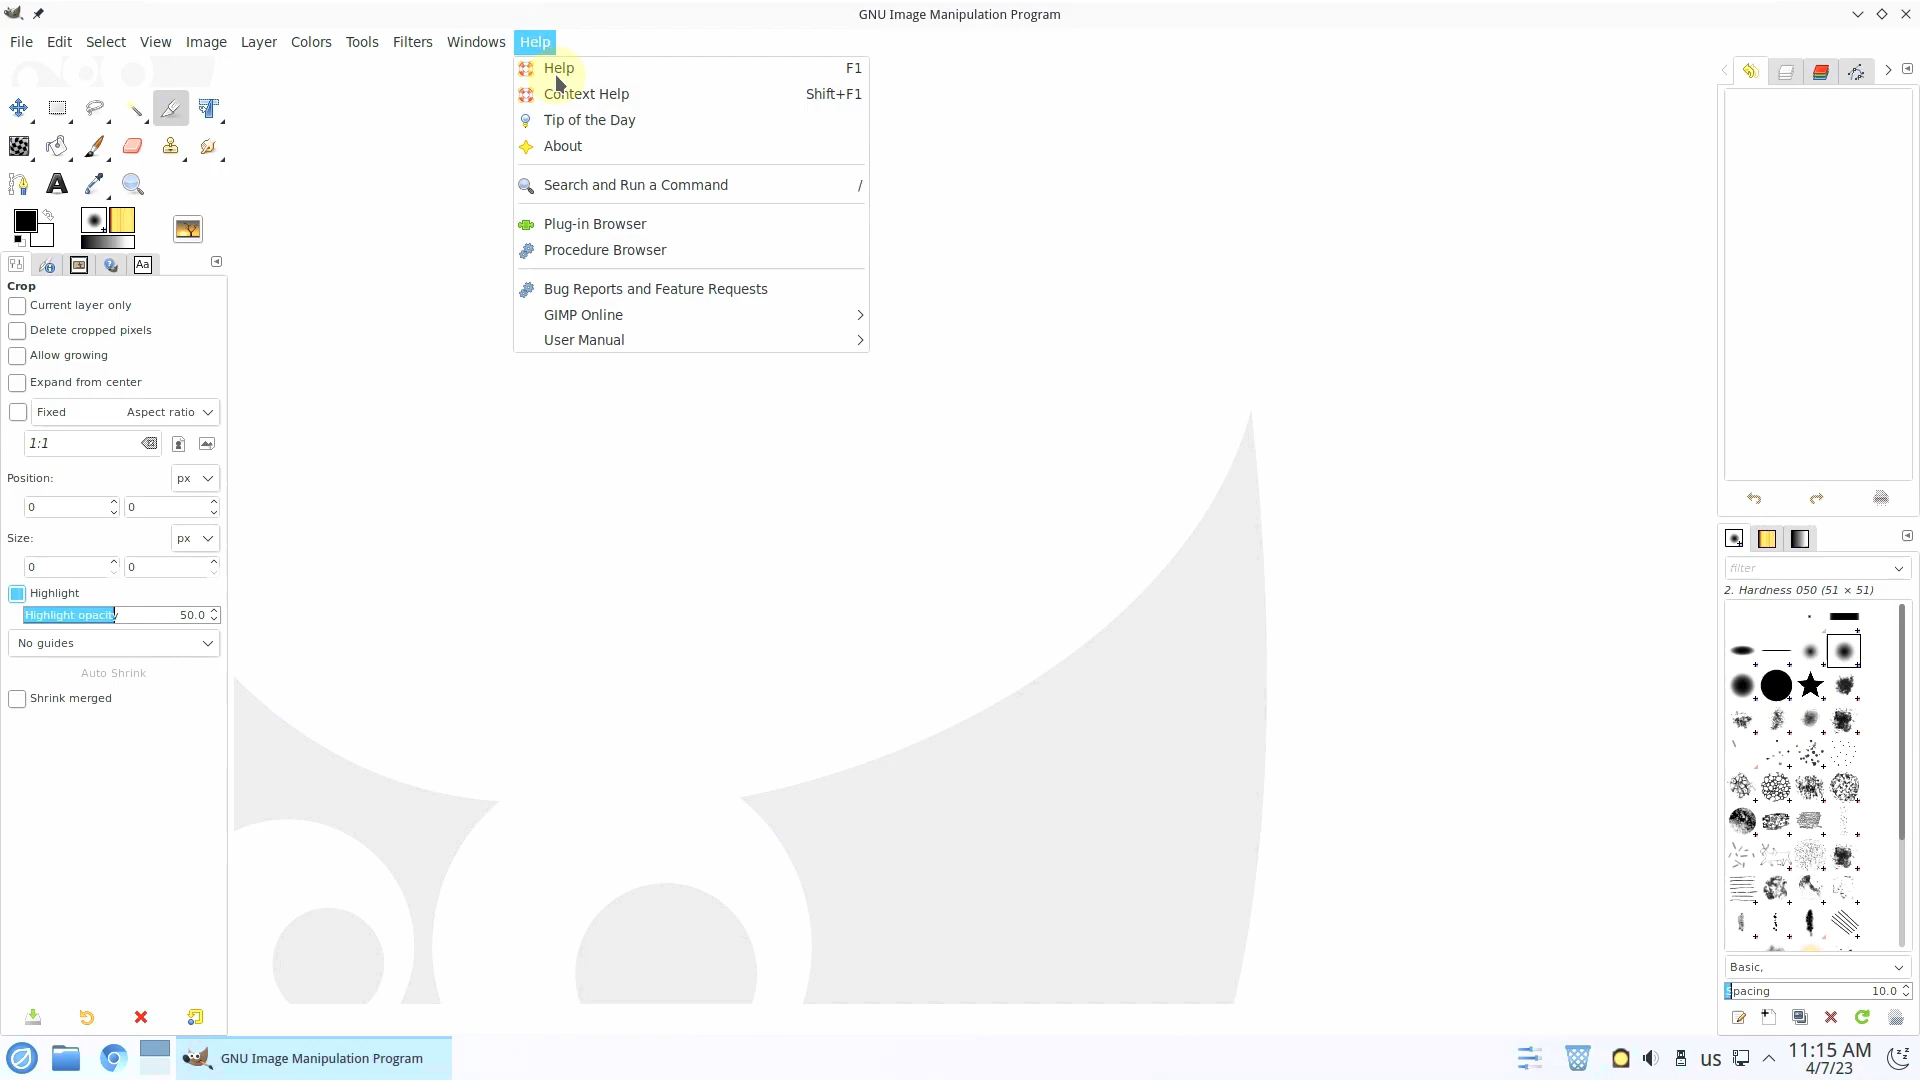 GNU Image Manipulation Program
File Edit Select View Image Layer Colors Tools Filters Windows Help
Help F1
Context Help Shift+F1
Tip of the Day
About
Search and Run a Command /
Plug-in Browser
Procedure Browser
Bug Reports and Feature Requests
GIMP Online
User Manual
Aa
Crop
Current layer only
Delete cropped pixels
Allow growing
Expand from center
Fixed Aspect ratio
1:1
Position: px
0 0
Size: px
0 0
Highlight
Highlight opacity 50.0
No guides
Auto Shrink
Shrink merged
filter
2. Hardness 050 (51 × 51)
Basic,
Spacing 10.0
GNU Image Manipulation Program
us
11:15 AM
4/7/23